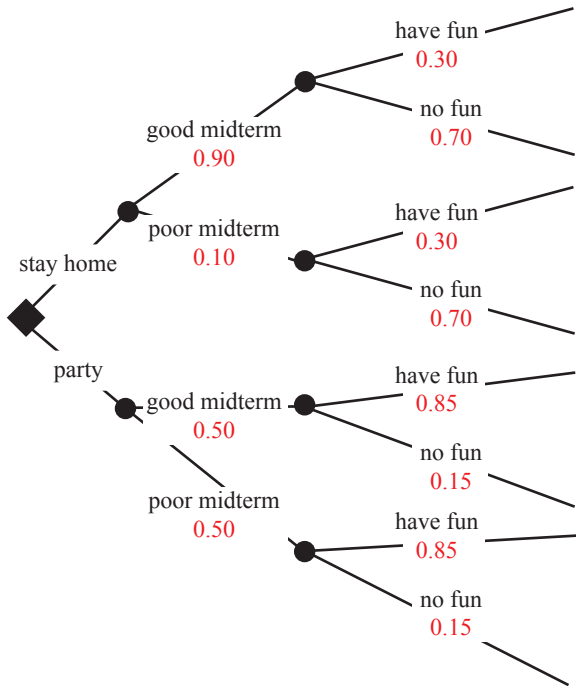 have fun
0.30
no fun
0.70
good midterm
0.90
have fun
0.30
no fun
0.70
poor midterm
0.10
stay home
party
have fun
0.85
no fun
0.15
good midterm
0.50
have fun
0.85
no fun
0.15
poor midterm
0.50